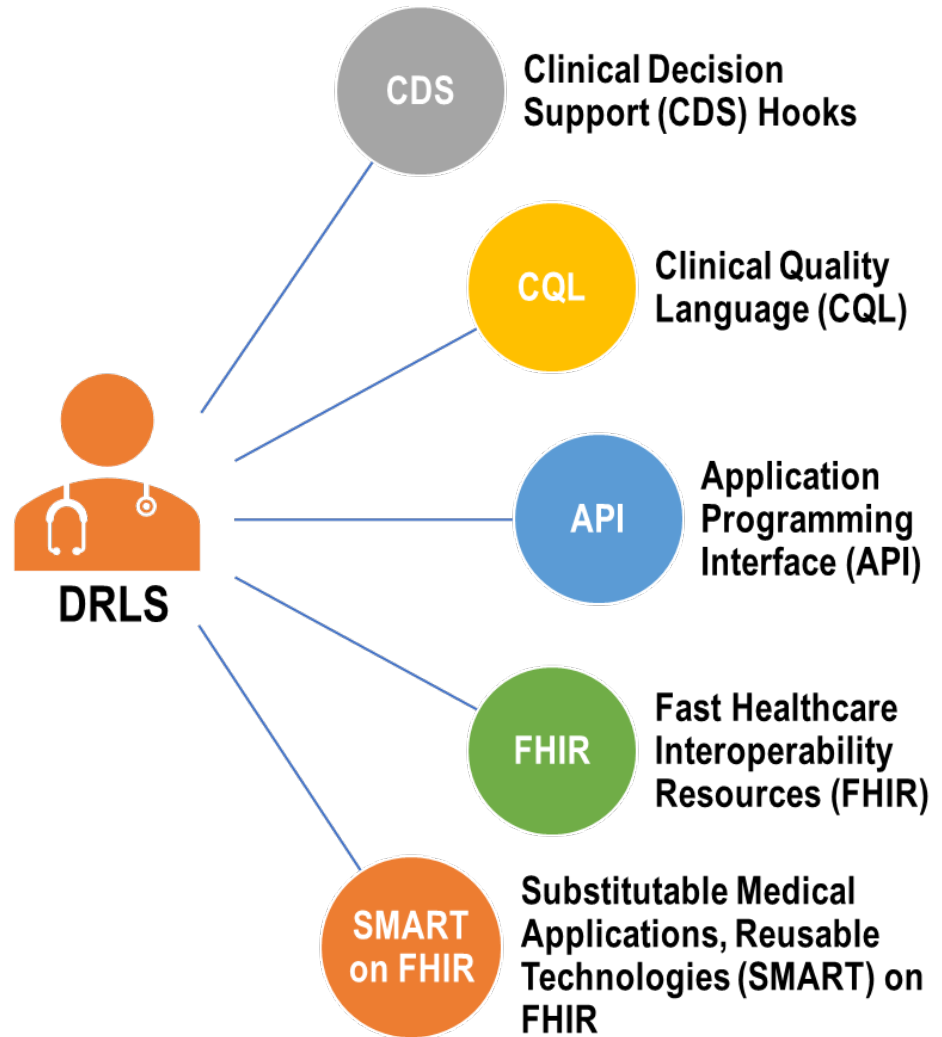 CDS
Clinical Decision
Support (CDS) Hooks
CQL
Clinical Quality
Language (CQL)
API
Application
Programming
Interface (API)
DRLS
FHIR
Fast Healthcare
Interoperability
Resources (FHIR)
SMART
on FHIR
Substitutable Medical
Applications, Reusable
Technologies (SMART) on
FHIR